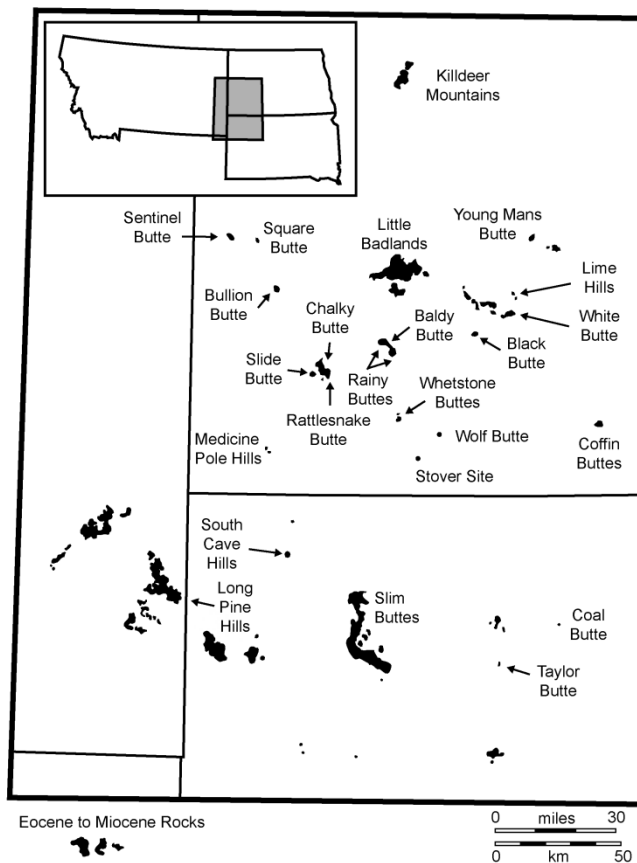 Killdeer
Mountains
Sentinel
Butte
Square
Butte
Little
Badlands
Young Mans
Butte
Lime
Hills
Bullion
Butte
Chalky
Butte
Baldy
Butte
White
Butte
Black
Butte
Slide
Butte
Rainy
Buttes
Whetstone
Buttes
Rattlesnake
Butte
Medicine
Pole Hills
Wolf Butte
Coffin
Buttes
Stover Site
South
Cave
Hills
Long
Pine
Hills
Slim
Buttes
Coal
Butte
Taylor
Butte
Eocene to Miocene Rocks
0 miles 30
0 km 50